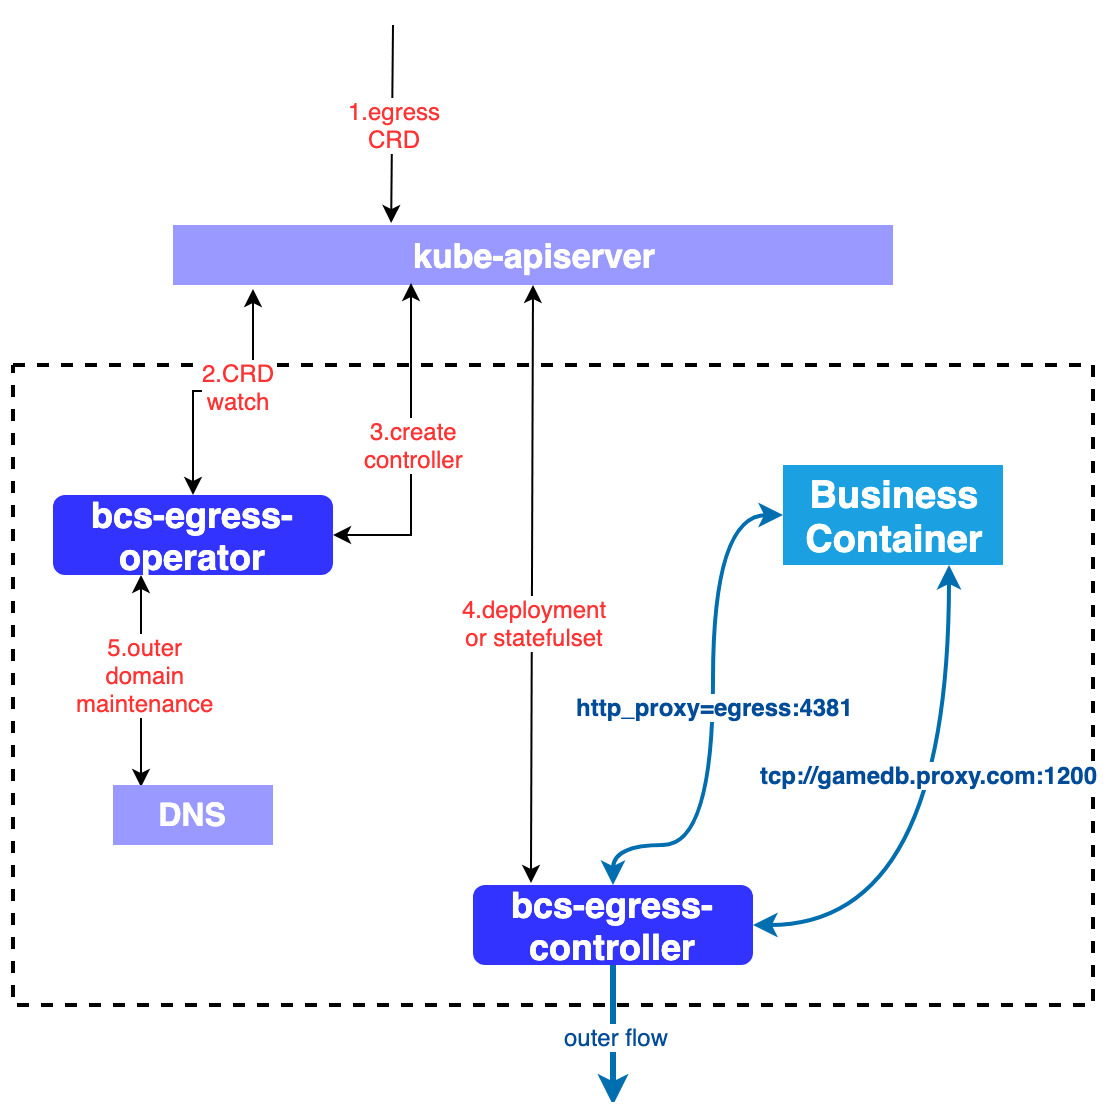 1.egress
CRD
kube-apiserver
2.CRD
watch
3.create
controller
Business
Container
bcs-egress-
operator
4.deployment
or statefulset
5.outer
domain
maintenance
http_proxy=egress:4381
tcp://gamedb.proxy.com:1200
DNS
bcs-egress-
controller
outer flow